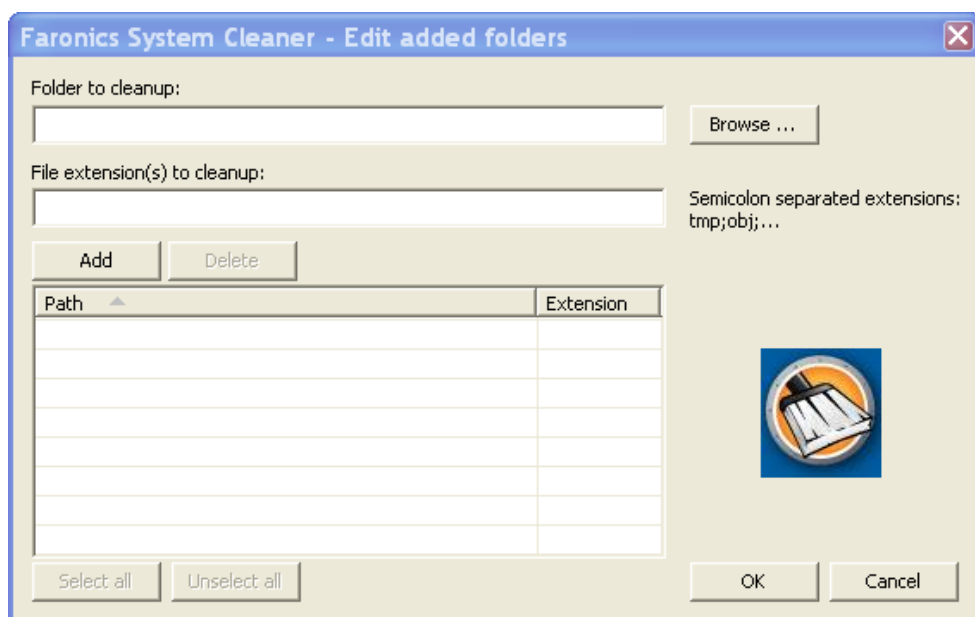 Faronics System Cleaner - Edit added folders
Folder to cleanup:
Browse ...
File extension(s) to cleanup:
Semicolon separated extensions:
tmp;obj;...
Add Delete
Path Extension
Select all Unselect all OK Cancel